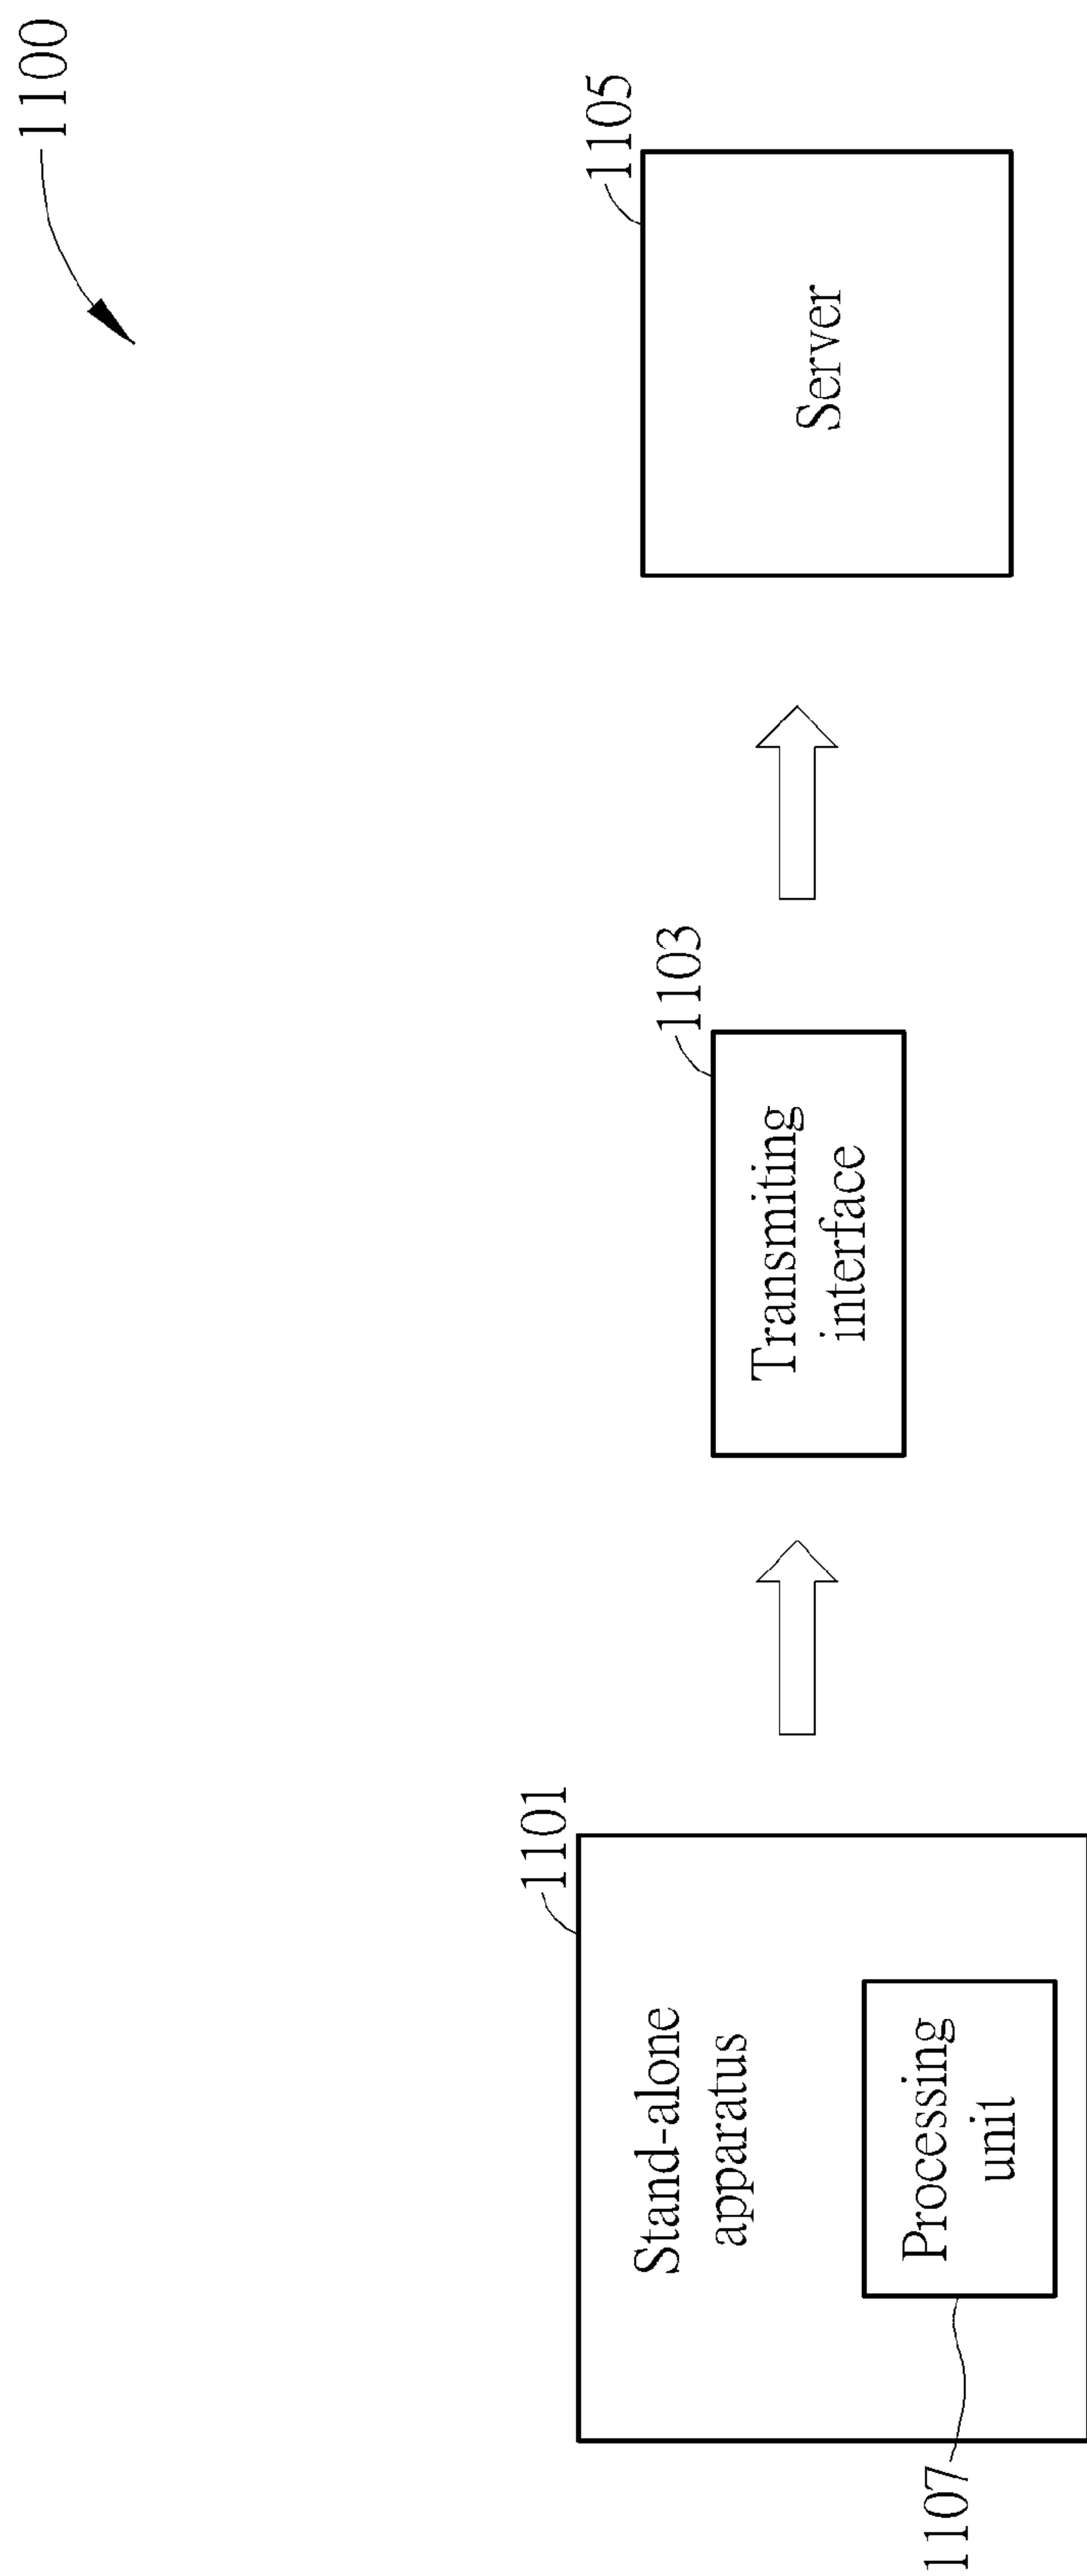 1100
1101
Stand-alone
apparatus
Processing
unit
1107
1103
Transmiting
interface
1105
Server